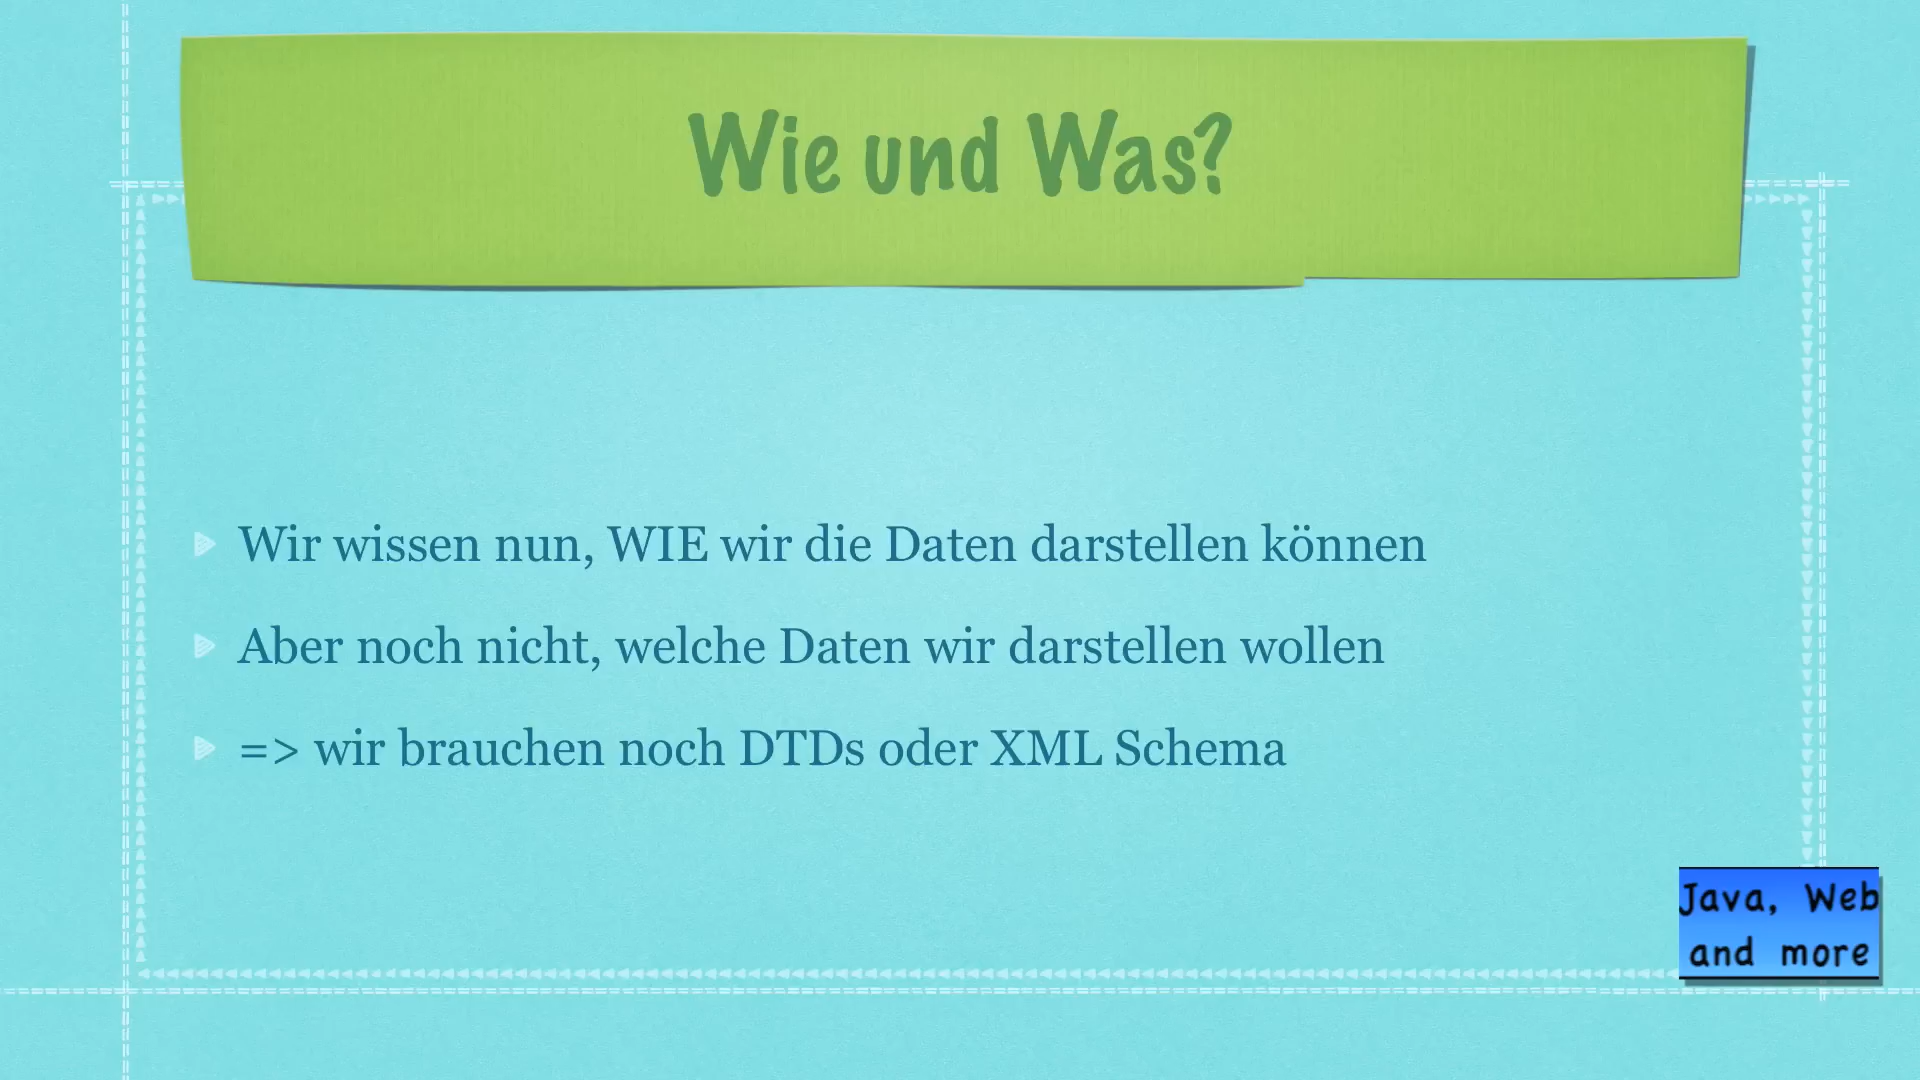 Wie und Was?
Wir wissen nun, WIE wir die Daten darstellen können
Aber noch nicht, welche Daten wir darstellen wollen
=> wir brauchen noch DTDs oder XML Schema
Java, Web
and more